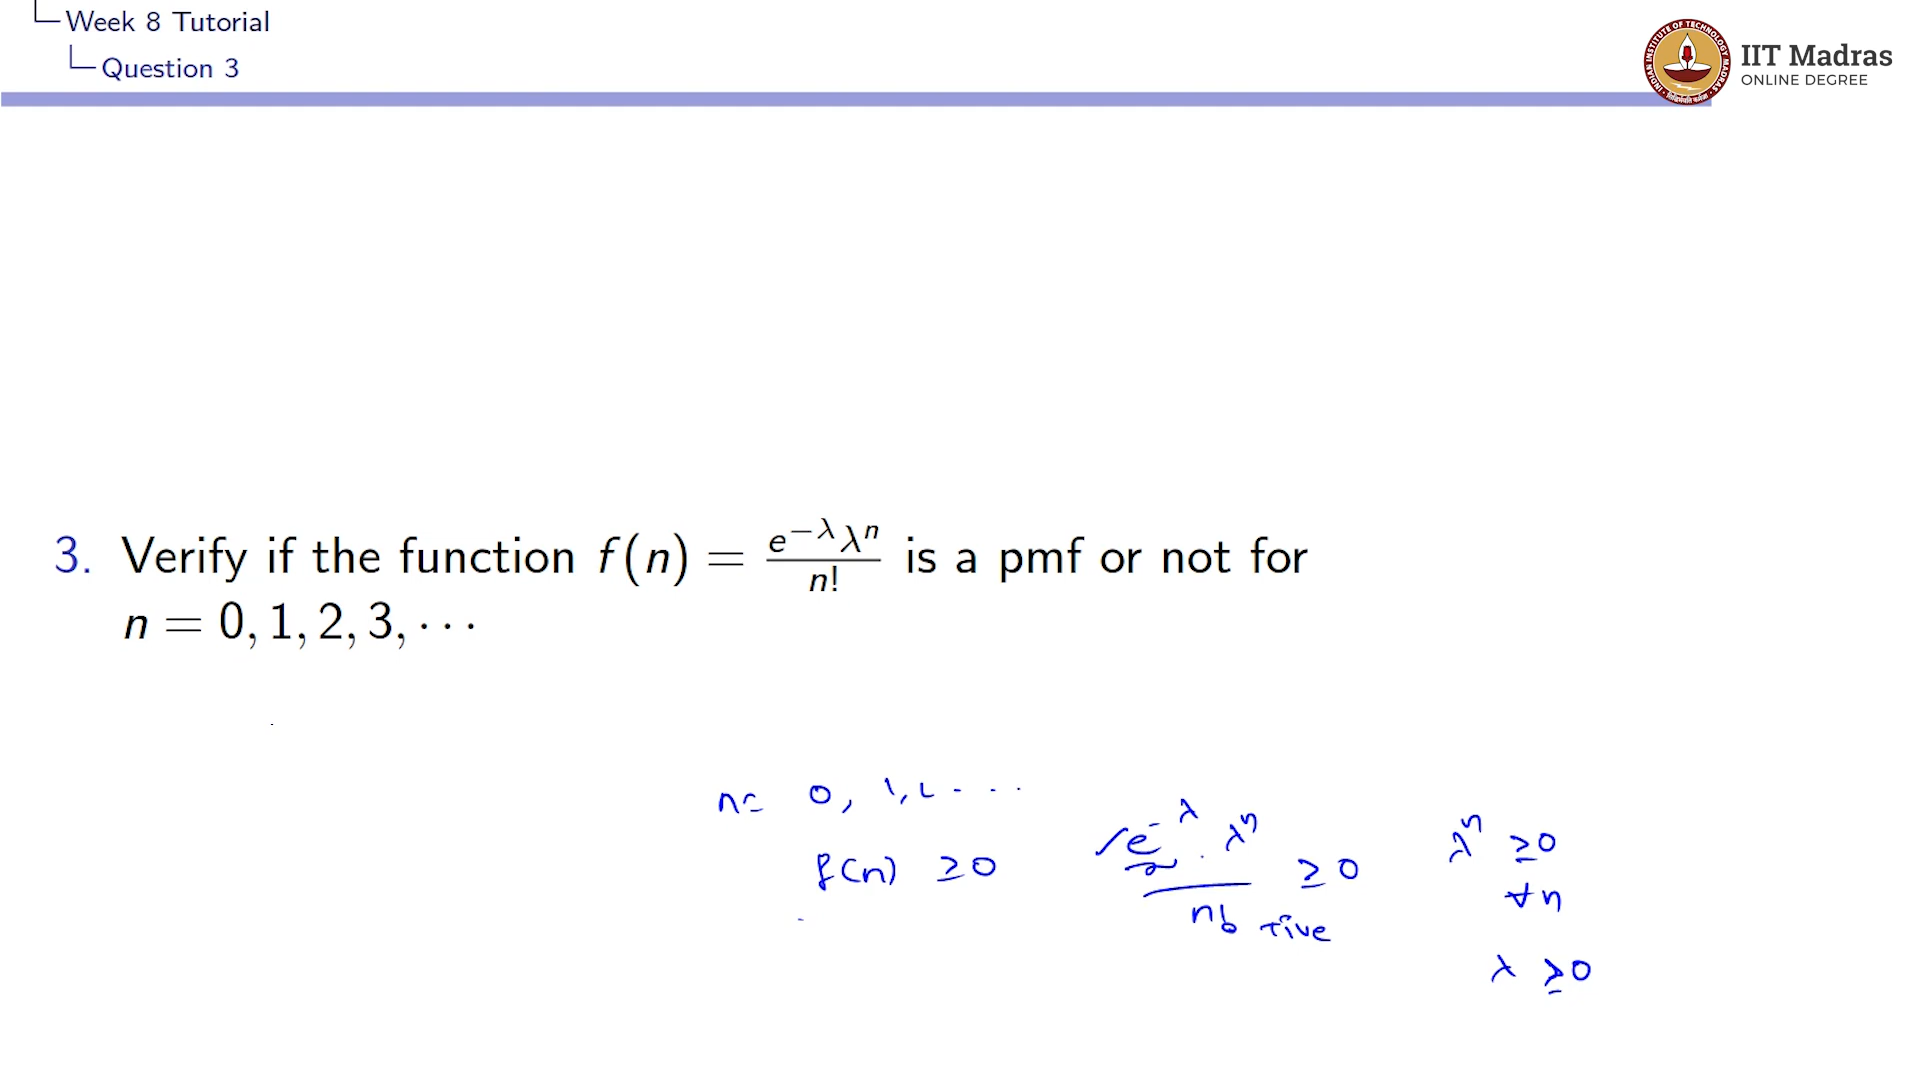 Week 8 Tutorial
Question 3
IIT Madras
ONLINE DEGREE
3. Verify if the function f(n) = e^{−λ}λ^n / n! is a pmf or not for
n = 0, 1, 2, 3, ⋯
n = 0, 1, 2 - - -
f(n) ≥ 0
e^{-λ} · λ^n / n! ≥ 0
+ive
λ^n ≥ 0
∀ n
λ ≥ 0